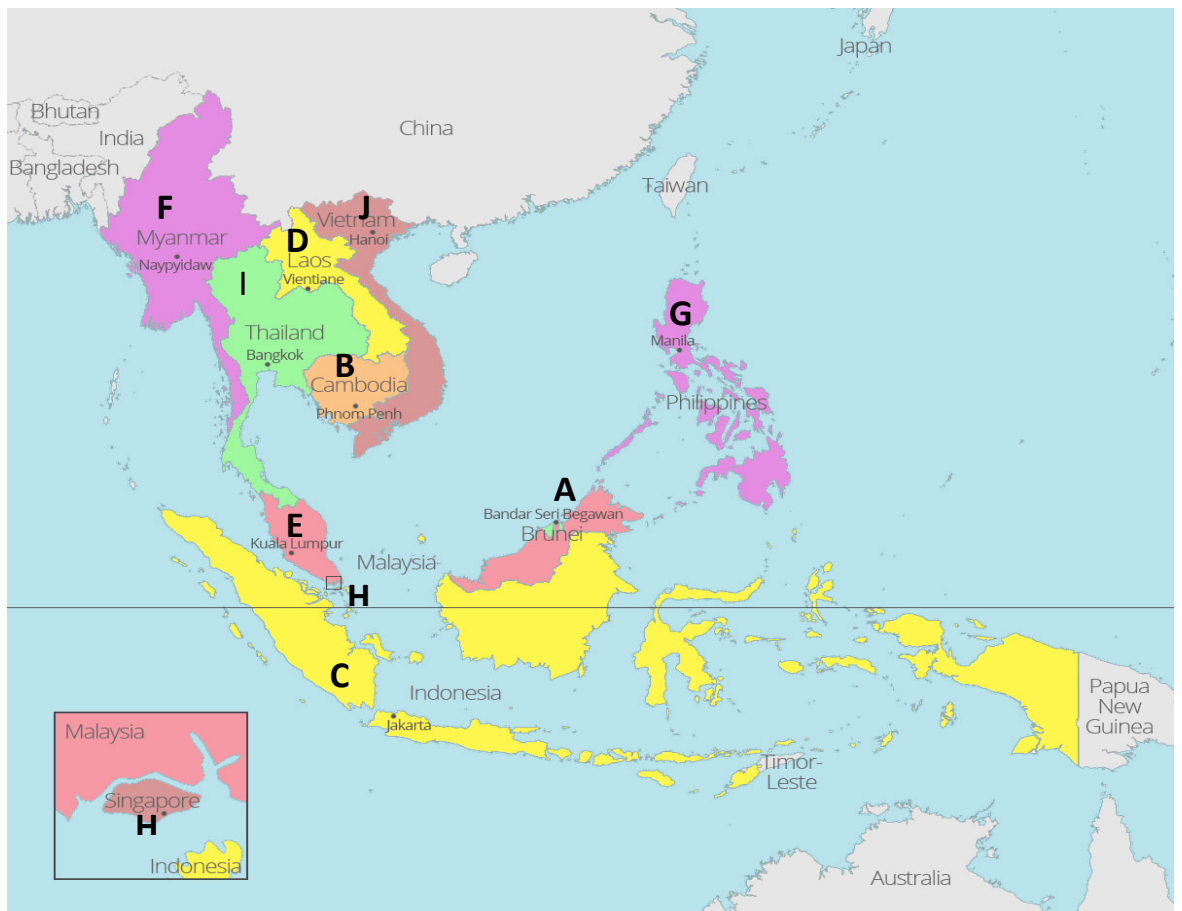 Japan
Bhutan
India
China
Bangladesh
Taiwan
F
J
Vietnam
Myanmar
Hanoi
D
Laos
Naypyidaw
Vientiane
I
G
Thailand
Manila
Bangkok
B
Cambodia
Philippines
Phnom Penh
A
Bandar Seri Begawan
E
Brunei
Kuala Lumpur
Malaysia
H
C
Indonesia
Jakarta
Papua
New
Guinea
Timor-
Leste
Malaysia
Singapore
H
Indonesia
Australia